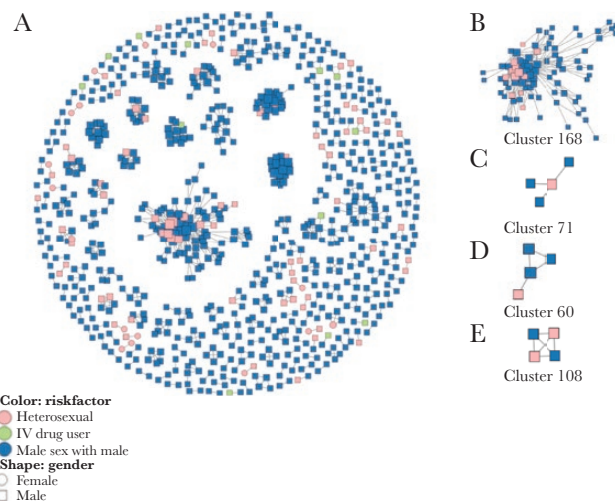 A
B
Cluster 168
C
Cluster 71
D
Cluster 60
E
Cluster 108
Color: riskfactor
Heterosexual
IV drug user
Male sex with male
Shape: gender
Female
Male